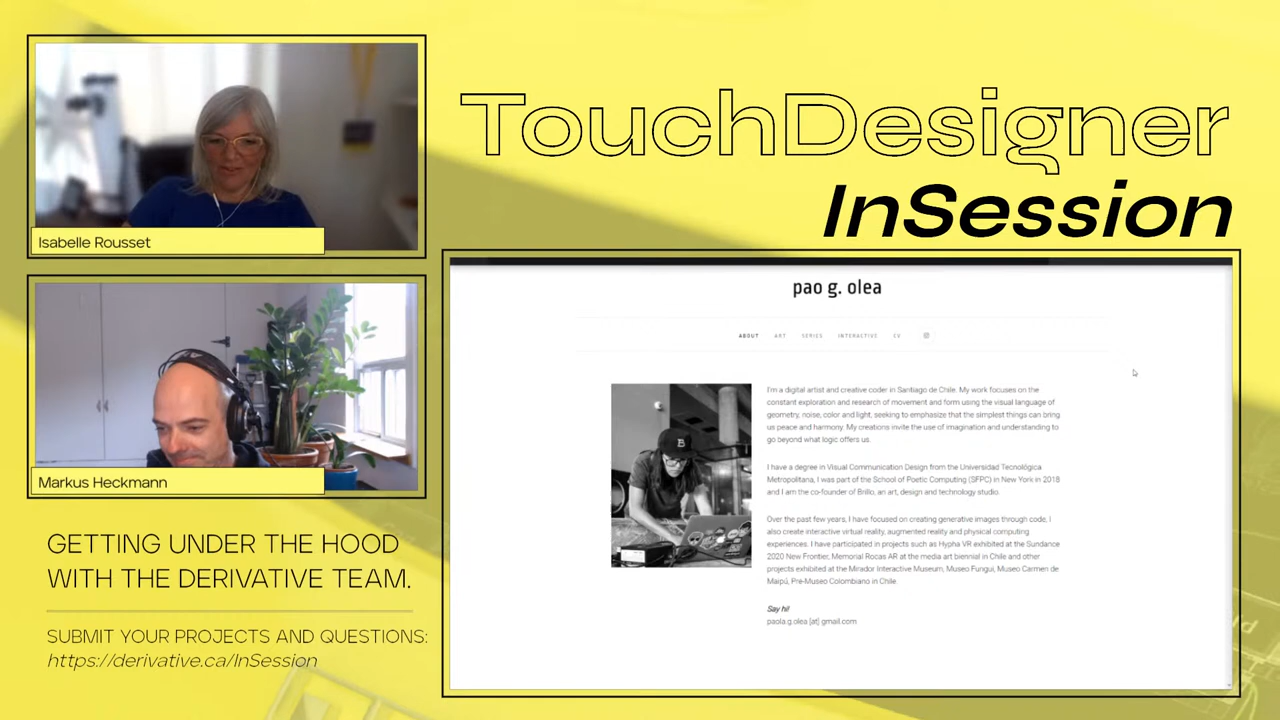 TouchDesigner
InSession
Isabelle Rousset
Markus Heckmann
GETTING UNDER THE HOOD
WITH THE DERIVATIVE TEAM.
SUBMIT YOUR PROJECTS AND QUESTIONS:
https://derivative.ca/InSession
pao g. olea
ABOUT ART SERIES INTERACTIVE CV
I'm a digital artist and creative coder in Santiago de Chile. My work focuses on the
constant exploration and research of movement and form using the visual language of
geometry, noise, color and light, seeking to emphasize that the simplest things can bring
us peace and harmony. My creations invite the use of imagination and understanding to
go beyond what logic offers us.
I have a degree in Visual Communication Design from the Universidad Tecnológica
Metropolitana, I was part of the School of Poetic Computing (SFPC) in New York in 2018
and I am the co-founder of Brillo, an art, design and technology studio.
Over the past few years, I have focused on creating generative images through code, I
also create interactive virtual reality, augmented reality and physical computing
experiences. I have participated in projects such as Hypha VR exhibited at the Sundance
2020 New Frontier, Memorial Rocas AR at the media art biennial in Chile and other
projects exhibited at the Mirador Interactive Museum, Museo Fungui, Museo Carmen de
Maipú, Pre-Museo Colombiano in Chile.
Say hi!
paola.g.olea [at] gmail.com
B